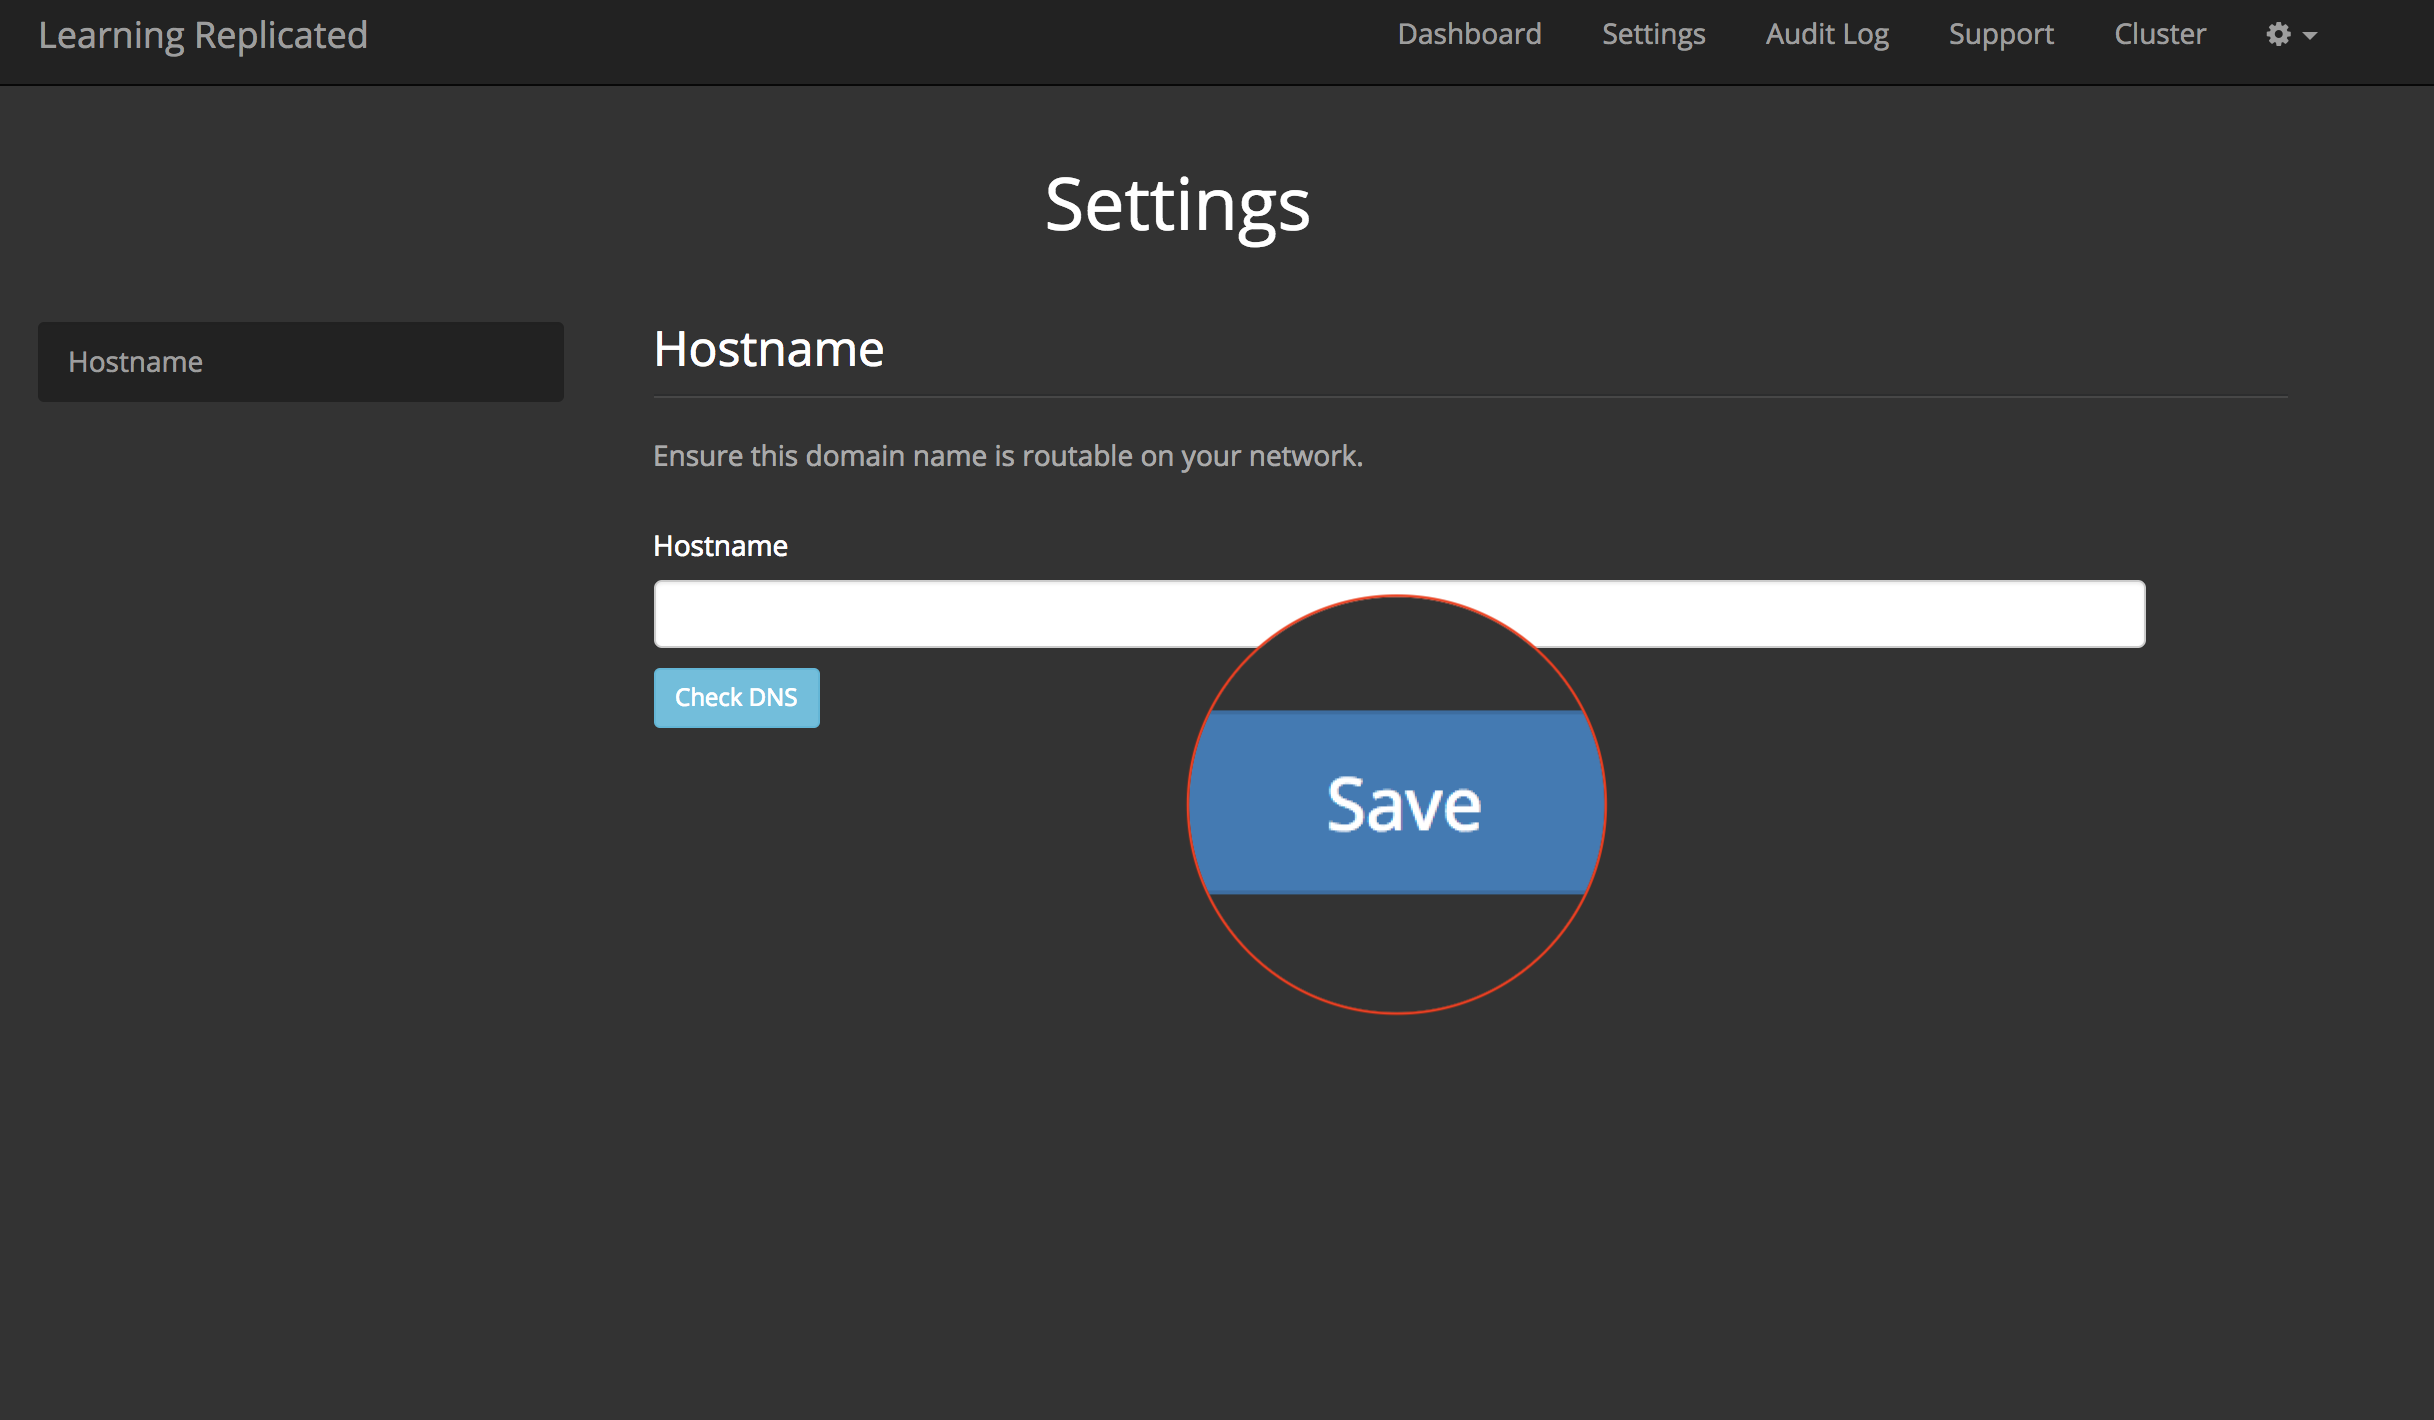 Learning Replicated
Dashboard Settings Audit Log Support Cluster
Settings
Hostname
Hostname
Ensure this domain name is routable on your network.
Hostname
Check DNS
Save